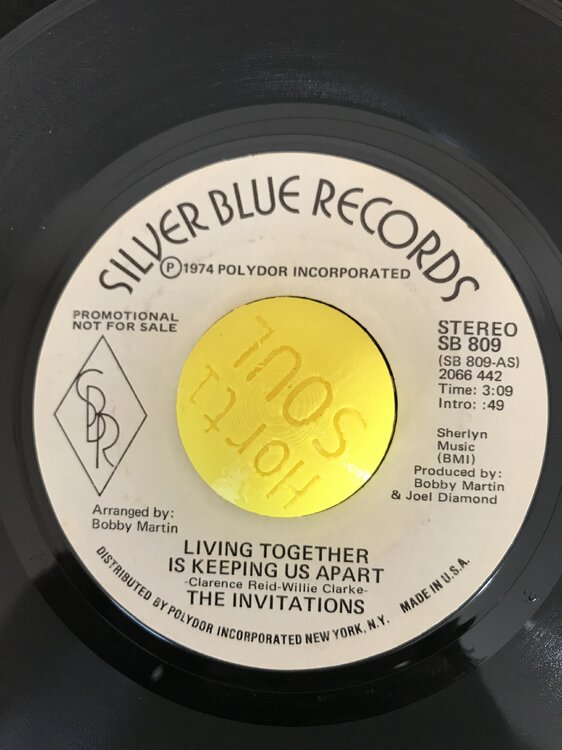 SILVER BLUE RECORDS
Ⓟ 1974 POLYDOR INCORPORATED
PROMOTIONAL
NOT FOR SALE
STEREO
SB 809
(SB 809-AS)
2066 442
Time: 3:09
Intro: :49
SBR
Horti
SOUL
Sherlyn
Music
(BMI)
Produced by:
Bobby Martin
& Joel Diamond
Arranged by:
Bobby Martin
LIVING TOGETHER
IS KEEPING US APART
-Clarence Reid-Willie Clarke-
THE INVITATIONS
DISTRIBUTED BY POLYDOR INCORPORATED NEW YORK, N.Y.
MADE IN U.S.A.